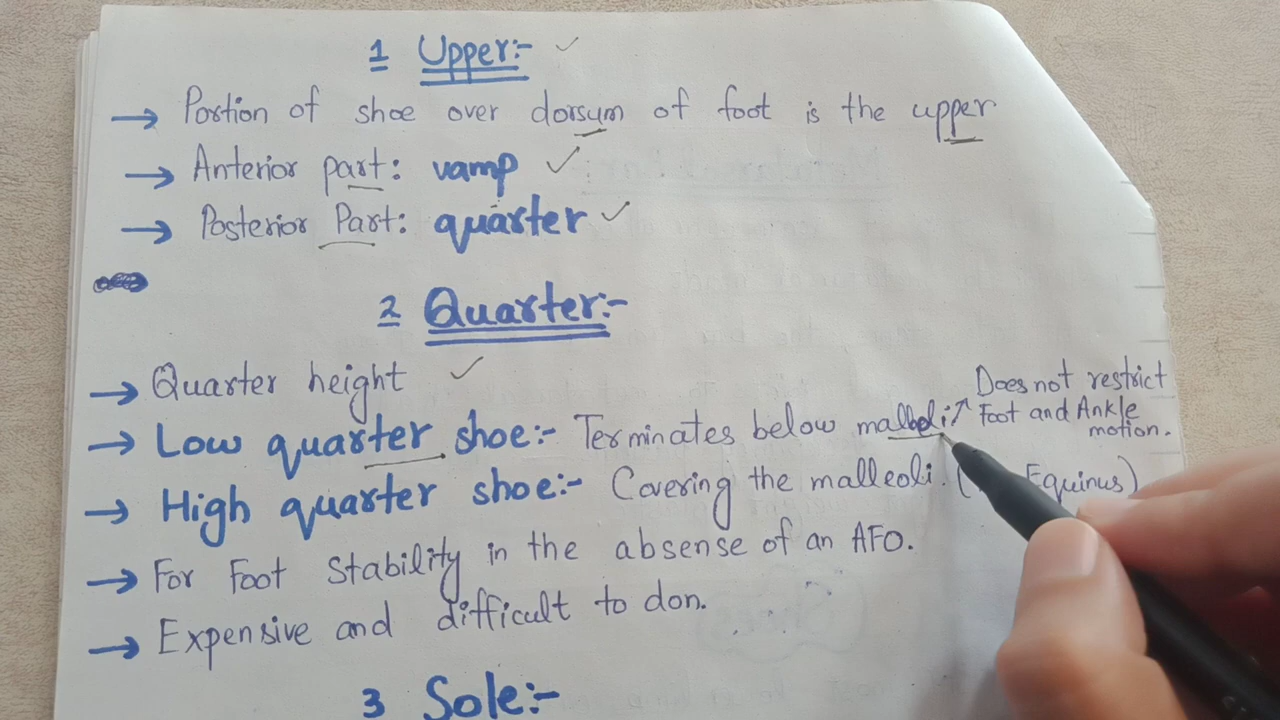 1 Upper:-
→ Portion of shoe over dorsum of foot is the upper
→ Anterior part: vamp ✓
→ Posterior Part: quarter ✓
2 Quarter:-
→ Quarter height ✓
→ Low quarter shoe:- Terminates below malleoli ↗ Does not restrict
Foot and Ankle
motion.
→ High quarter shoe:- Covering the malleoli. ( Equinus)
→ For Foot Stability in the absense of an AFO.
→ Expensive and difficult to don.
3 Sole:-